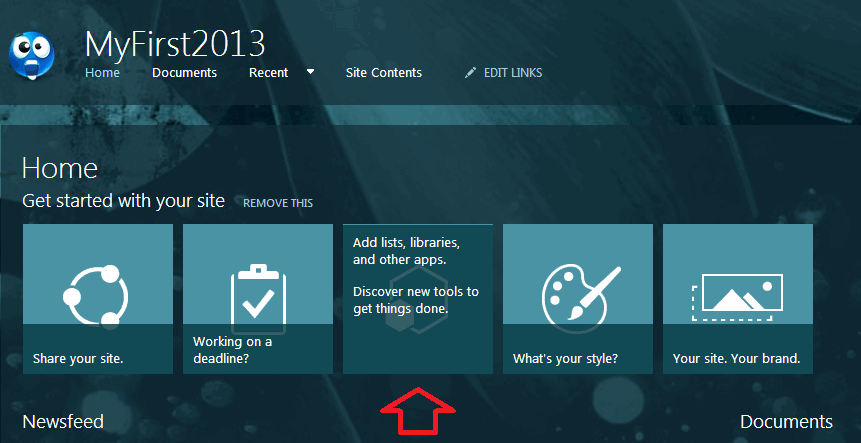 MyFirst2013
Home Documents Recent Site Contents EDIT LINKS
Home
Get started with your site REMOVE THIS
Share your site.
Working on a
deadline?
Add lists, libraries,
and other apps.
Discover new tools to
get things done.
What's your style?
Your site. Your brand.
Newsfeed
Documents